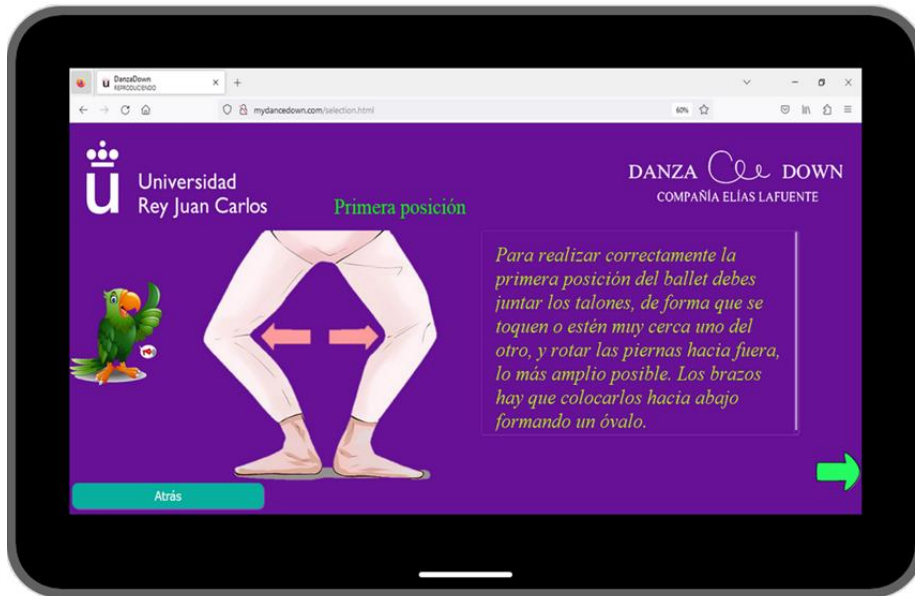 DanzaDown
REPRODUCIENDO
mydancedown.com/selection.html
60%
Universidad
Rey Juan Carlos
DANZA DOWN
COMPAÑÍA ELÍAS LAFUENTE
Primera posición
Para realizar correctamente la
primera posición del ballet debes
juntar los talones, de forma que se
toquen o estén muy cerca uno del
otro, y rotar las piernas hacia fuera,
lo más amplio posible. Los brazos
hay que colocarlos hacia abajo
formando un óvalo.
Atrás